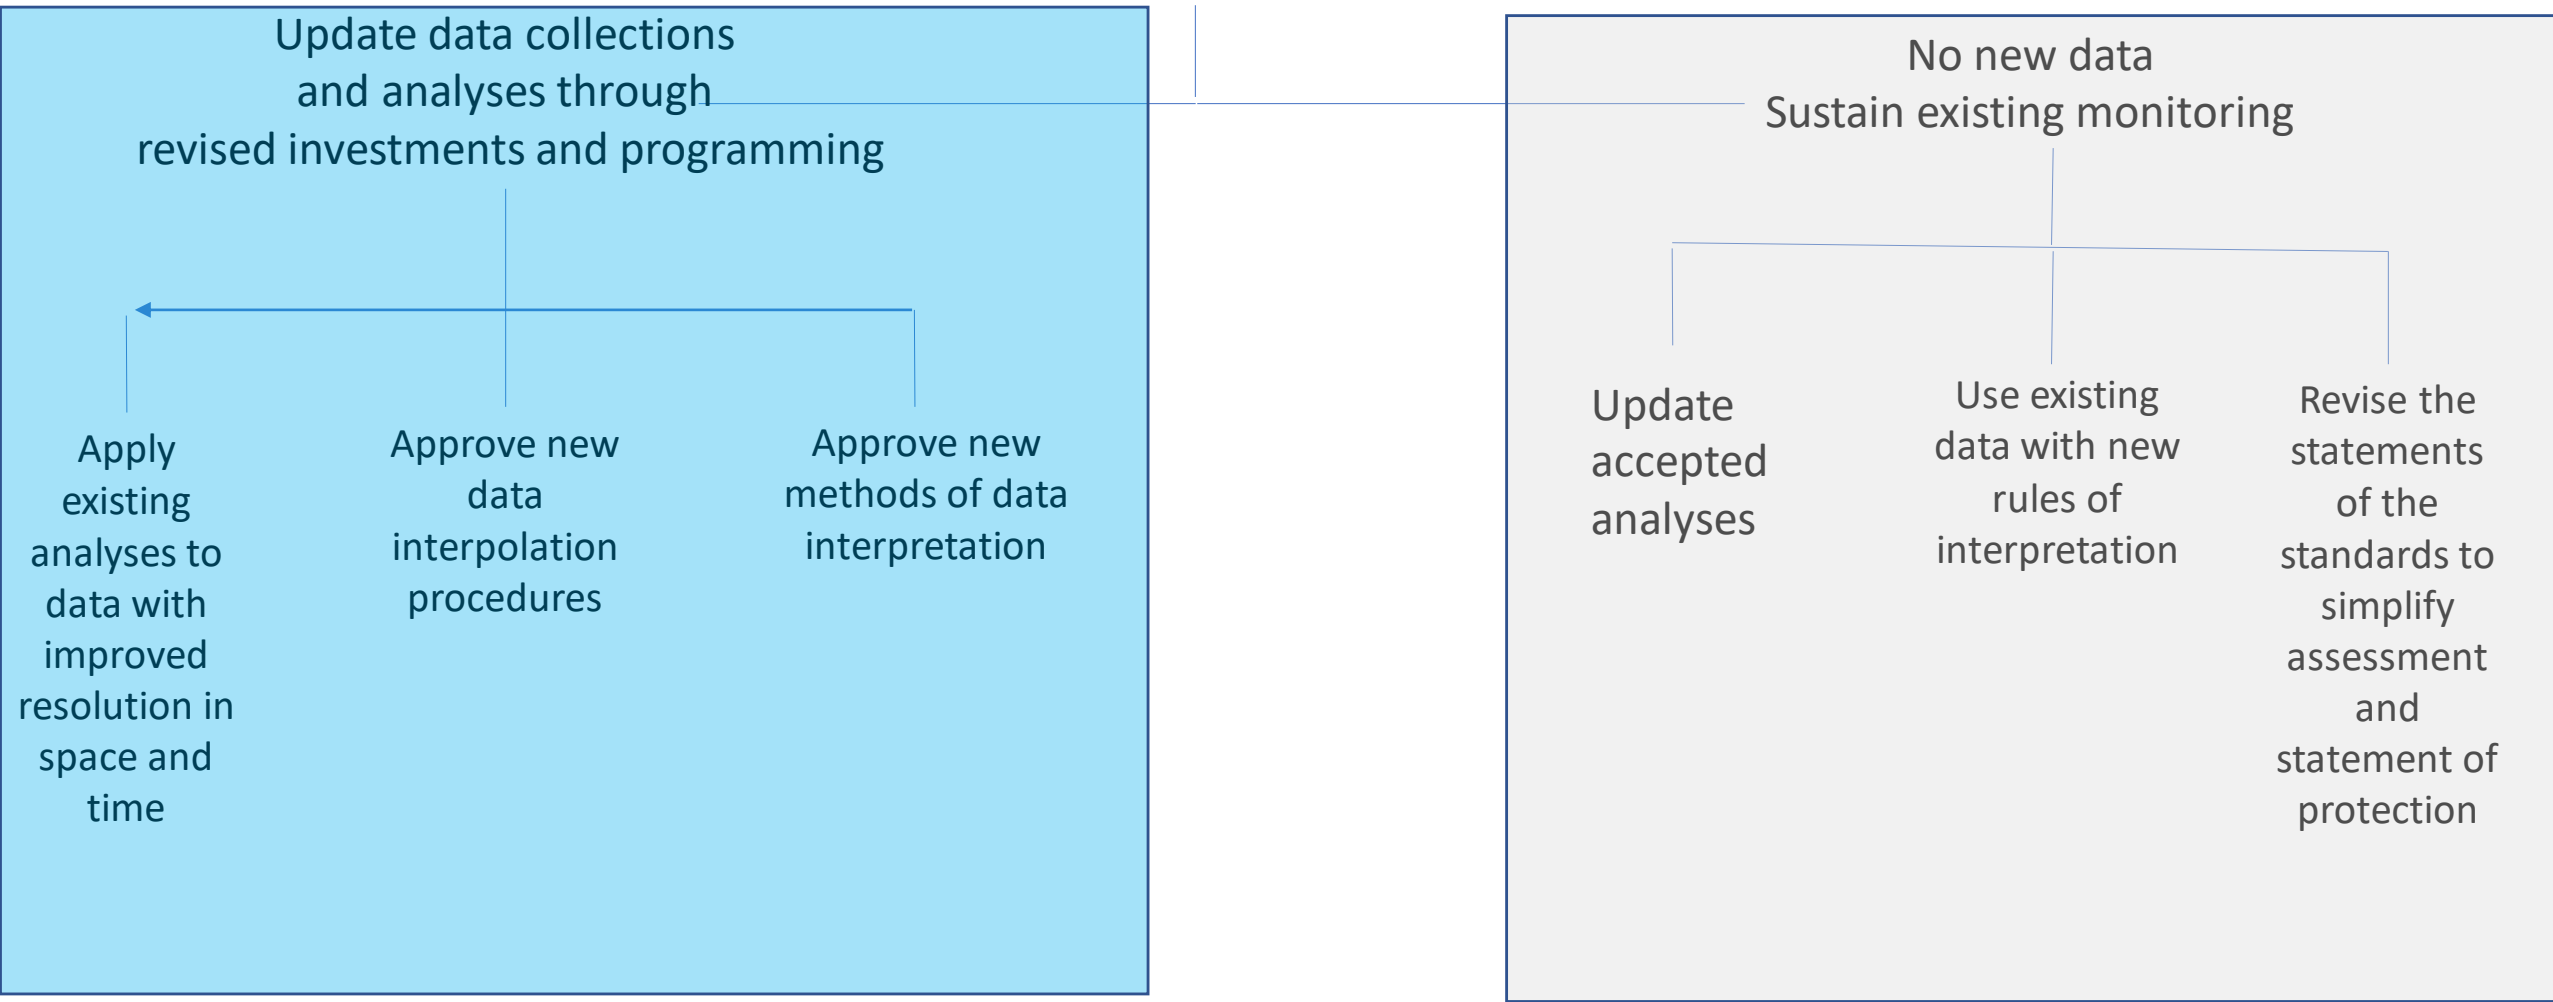 Update data collections
and analyses through
revised investments and programming
Apply
existing
analyses to
data with
improved
resolution in
space and
time
Approve new
data
interpolation
procedures
Approve new
methods of data
interpretation
No new data
Sustain existing monitoring
Update
accepted
analyses
Use existing
data with new
rules of
interpretation
Revise the
statements
of the
standards to
simplify
assessment
and
statement of
protection